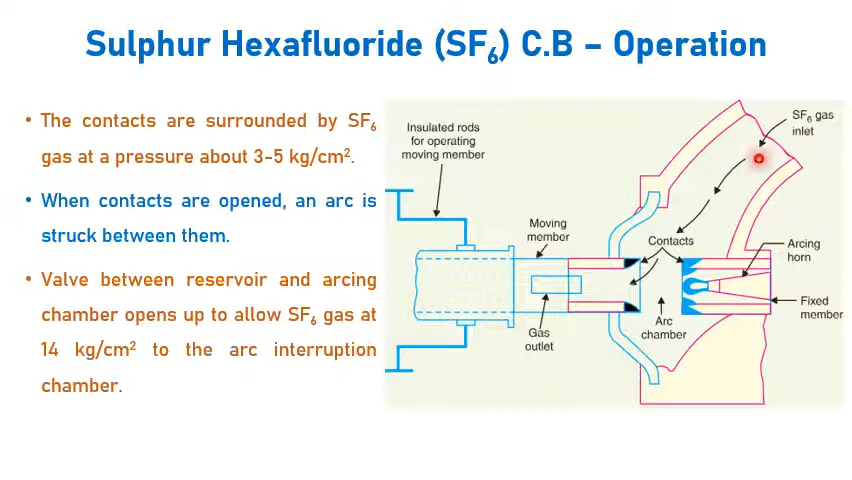 Sulphur Hexafluoride (SF₆) C.B – Operation
• The contacts are surrounded by SF₆
gas at a pressure about 3-5 kg/cm².
• When contacts are opened, an arc is
struck between them.
• Valve between reservoir and arcing
chamber opens up to allow SF₆ gas at
14 kg/cm² to the arc interruption
chamber.
Insulated rods
for operating
moving member
SF₆ gas
inlet
Moving
member
Contacts
Arcing
horn
Gas
outlet
Arc
chamber
Fixed
member